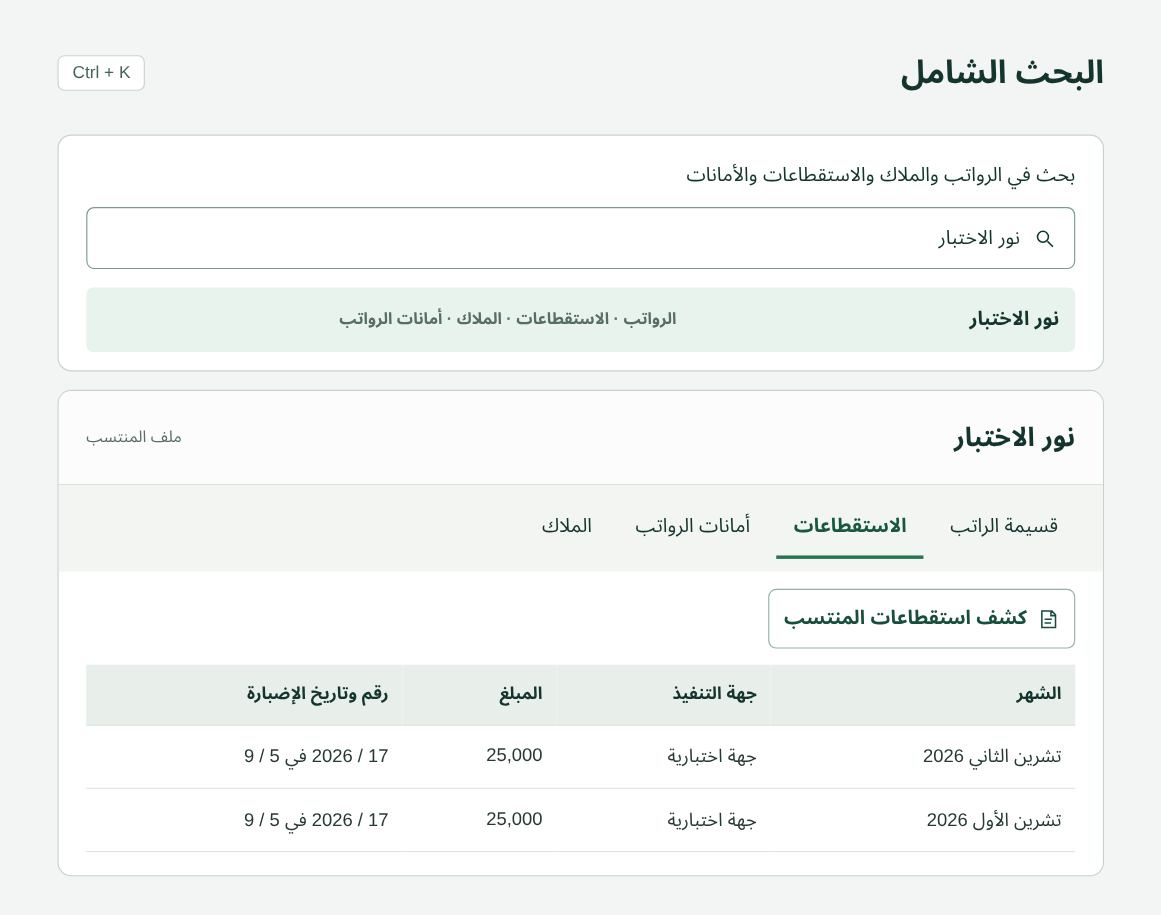 البحث الشامل
Ctrl + K
بحث في الرواتب والملاك والاستقطاعات والأمانات
نور الاختبار
نور الاختبار الرواتب · الاستقطاعات · الملاك · أمانات الرواتب
نور الاختبار ملف المنتسب
قسيمة الراتب الاستقطاعات أمانات الرواتب الملاك
كشف استقطاعات المنتسب
الشهر جهة التنفيذ المبلغ رقم وتاريخ الإضبارة
تشرين الثاني 2026 جهة اختبارية 25,000 17 / 2026 في 5 / 9
تشرين الأول 2026 جهة اختبارية 25,000 17 / 2026 في 5 / 9